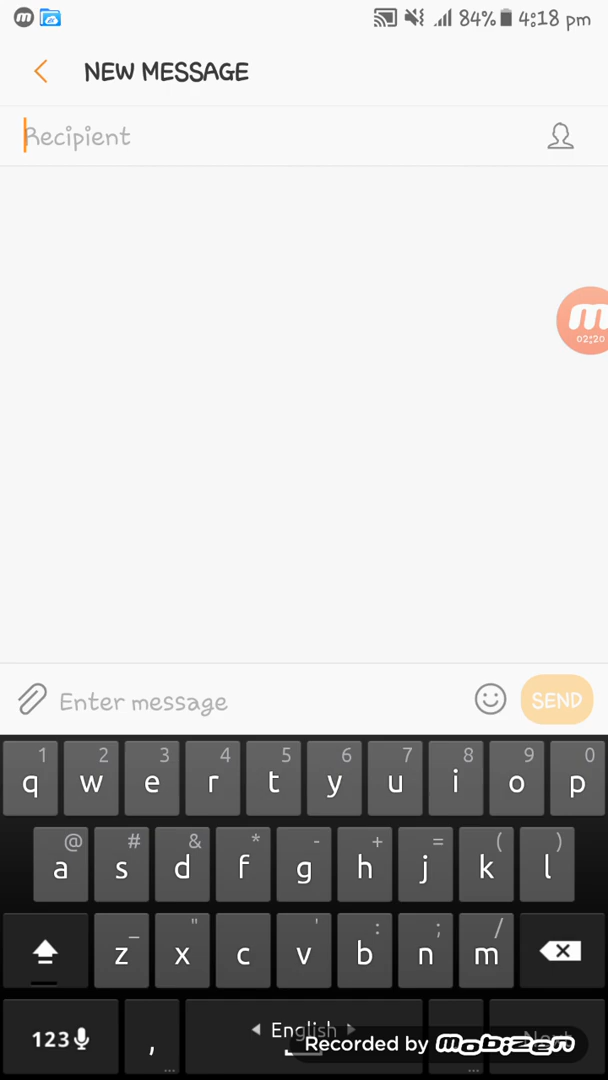 m 84% 4:18 pm
NEW MESSAGE
Recipient
m
02:20
Enter message
SEND
1 2 3 4 5 6 7 8 9 0
q w e r t y u i o p
@ # & * - + = ( )
a s d f g h j k l
_ " ' : ; /
z x c v b n m
123 , English Next
Recorded by mobizen